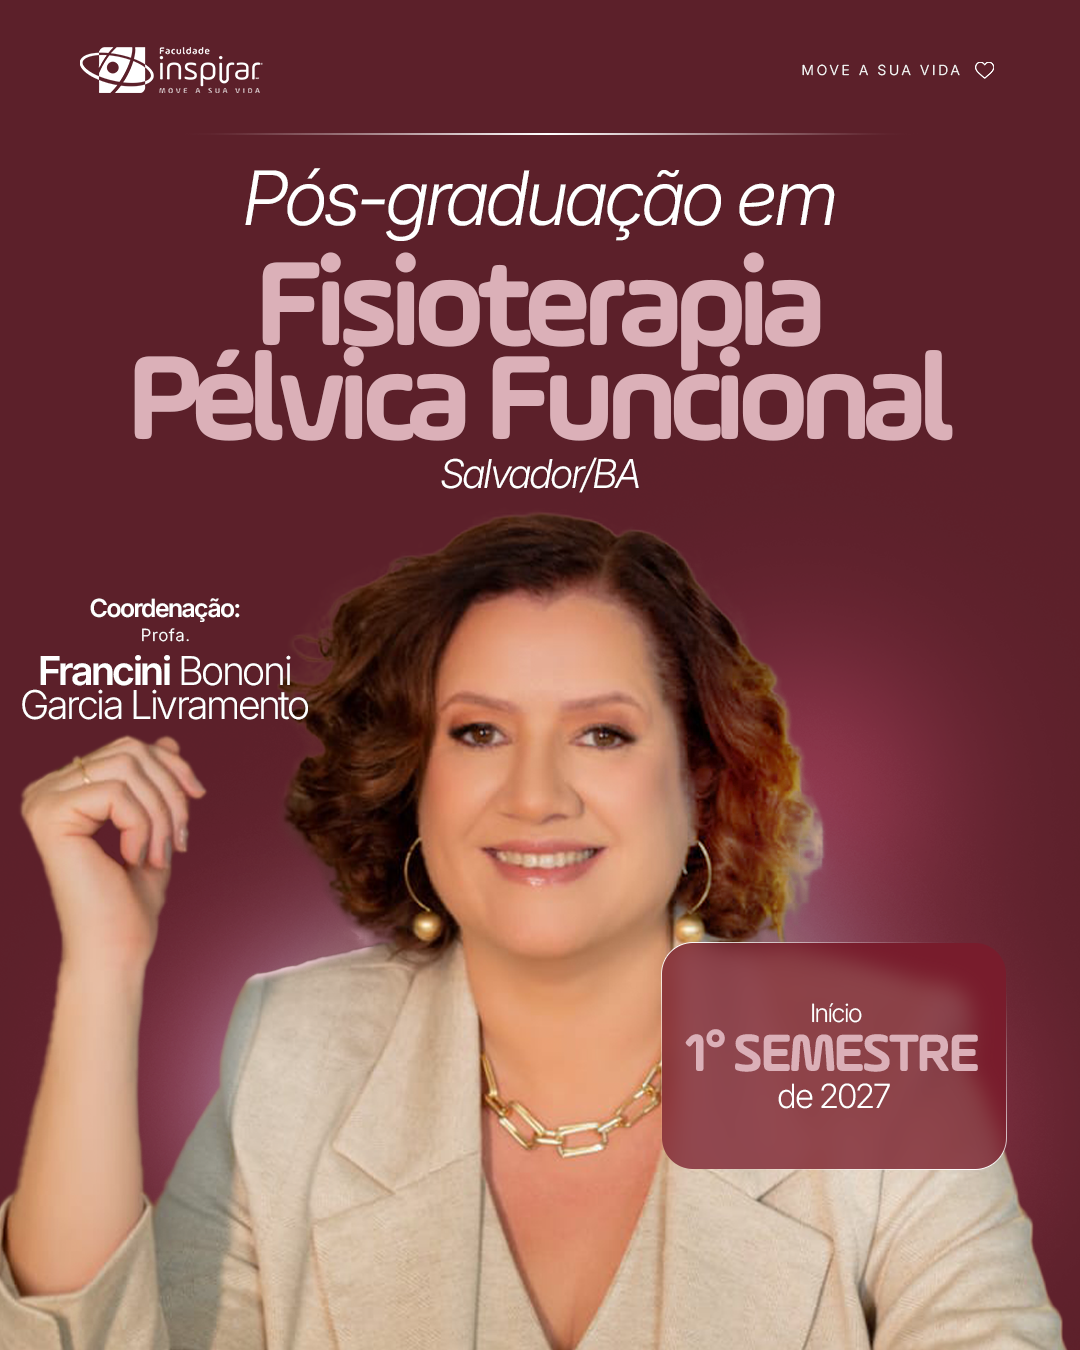 Faculdade
inspirar
MOVE A SUA VIDA
MOVE A SUA VIDA
Pós-graduação em
Fisioterapia
Pélvica Funcional
Salvador/BA
Coordenação:
Profa.
Francini Bononi
Garcia Livramento
Início
1° SEMESTRE
de 2027